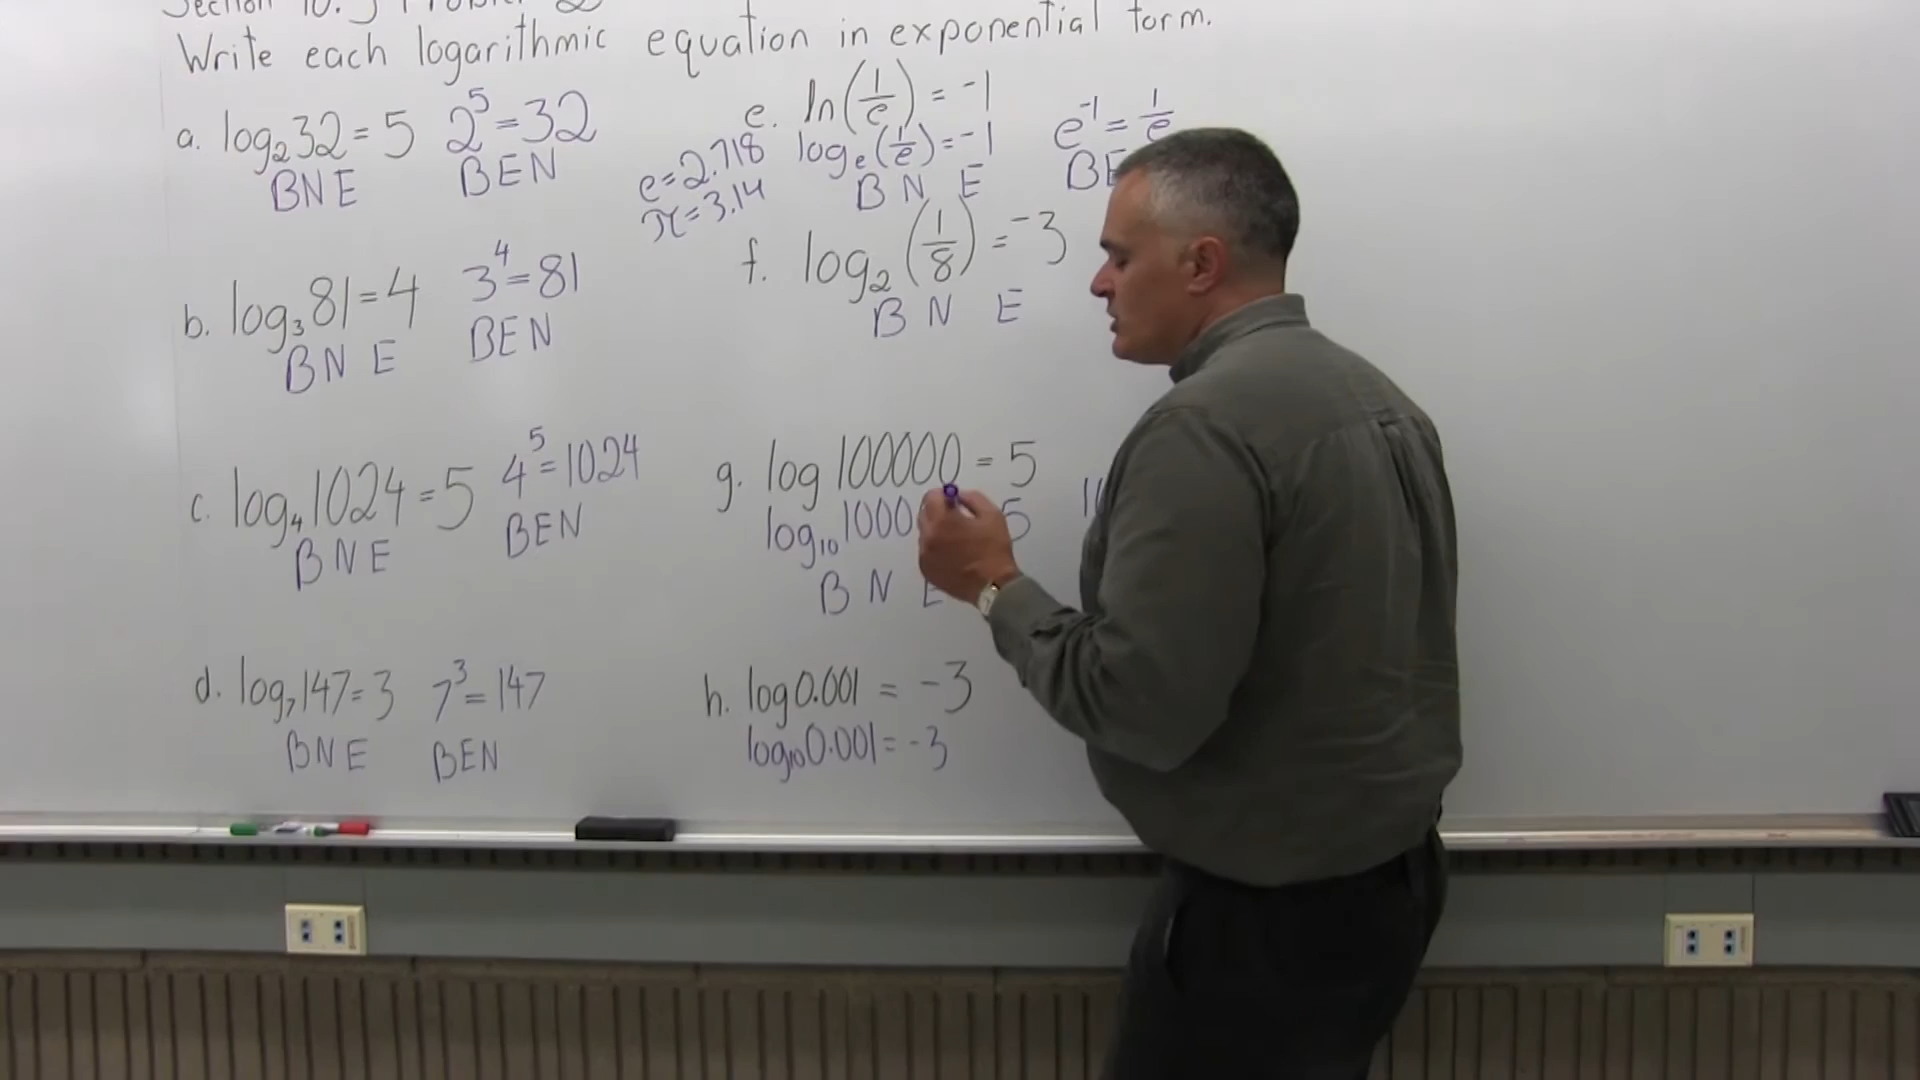 Write each logarithmic equation in exponential form.
a. log₂32 = 5 2⁵ = 32
BNE BEN
b. log₃81 = 4 3⁴ = 81
BNE BEN
c. log₄1024 = 5 4⁵ = 1024
BNE BEN
d. log₇147 = 3 7³ = 147
BNE BEN
e = 2.718
π = 3.14
e. ln(1/e) = -1 e⁻¹ = 1/e
logₑ(1/e) = -1
B N E
f. log₂(1/8) = -3
B N E
g. log 100000 = 5
log₁₀ 5
B N E
h. log 0.001 = -3
log₁₀0.001 = -3